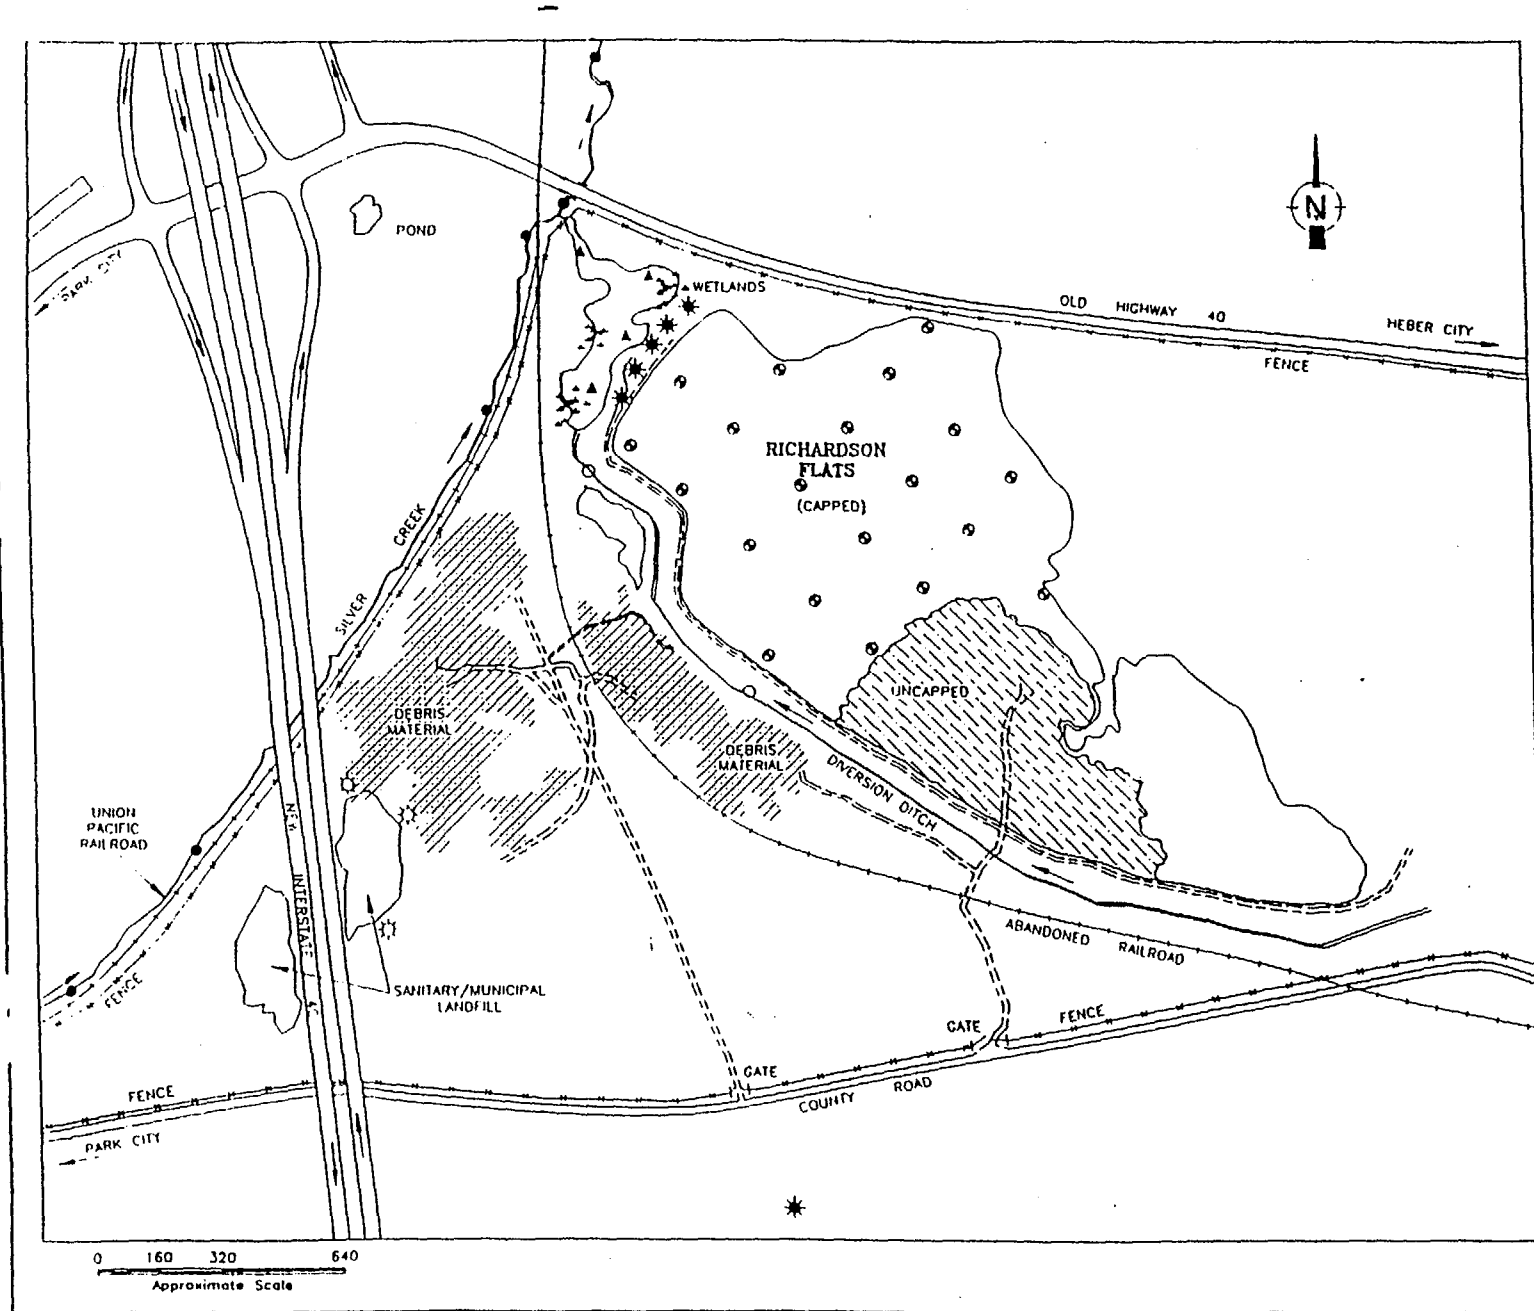 N
POND
PARK CITY
WETLANDS
OLD HIGHWAY 40
HEBER CITY
FENCE
RICHARDSON
FLATS
(CAPPED)
CREEK
SILVER
UNCAPPED
DEBRIS
MATERIAL
DEBRIS
MATERIAL
DIVERSION DITCH
UNION
PACIFIC
RAILROAD
NEW
INTERSTATE
ABANDONED RAILROAD
FENCE
SANITARY/MUNICIPAL
LANDFILL
GATE
FENCE
GATE
FENCE
COUNTY ROAD
PARK CITY
0 160 320 640
Approximate Scale